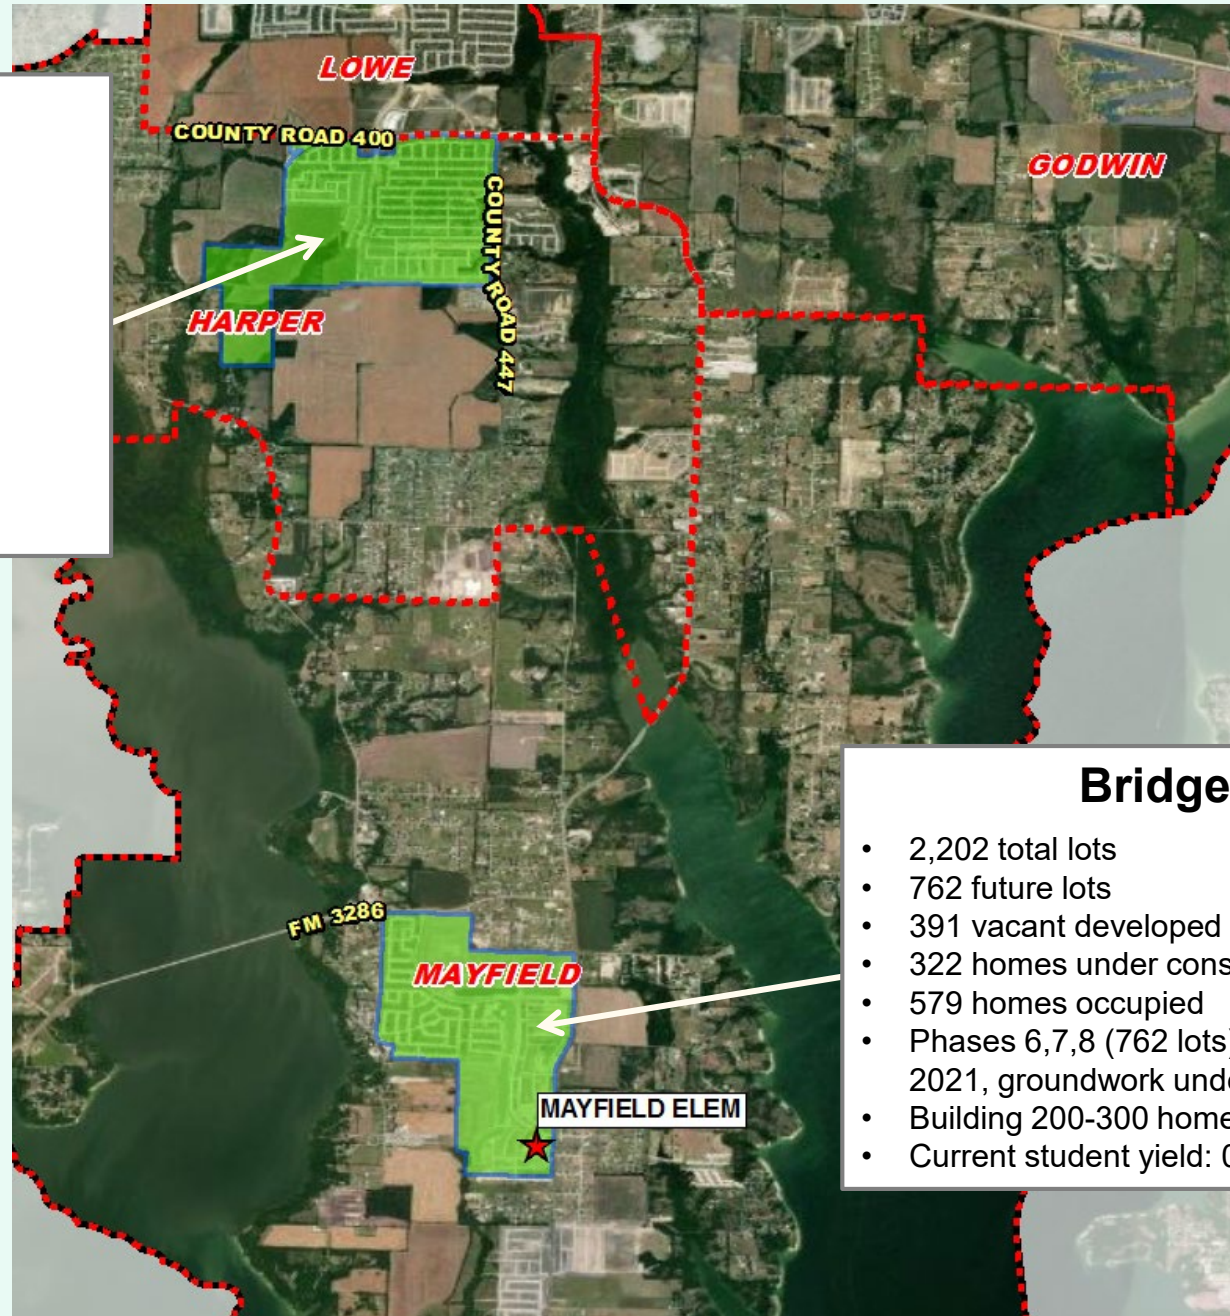 LOWE
COUNTY ROAD 400
GODWIN
COUNTY ROAD 447
HARPER
FM 3286
MAYFIELD
MAYFIELD ELEM
Bridge
• 2,202 total lots
• 762 future lots
• 391 vacant developed
• 322 homes under cons
• 579 homes occupied
• Phases 6,7,8 (762 lots)
2021, groundwork unde
• Building 200-300 home
• Current student yield: 0